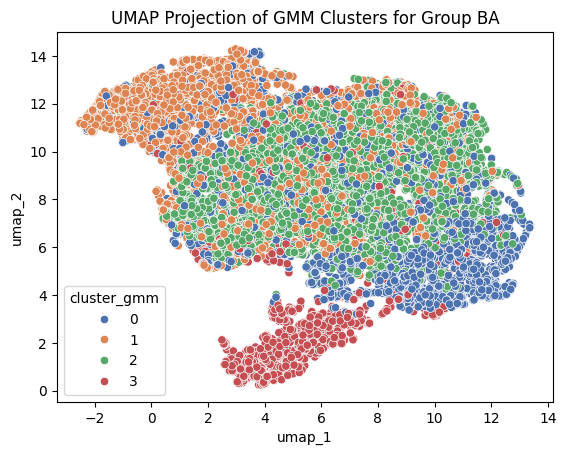 UMAP Projection of GMM Clusters for Group BA
14
12
10
8
6
4
2
0
umap_2
cluster_gmm
0
1
2
3
−2 0 2 4 6 8 10 12 14
umap_1